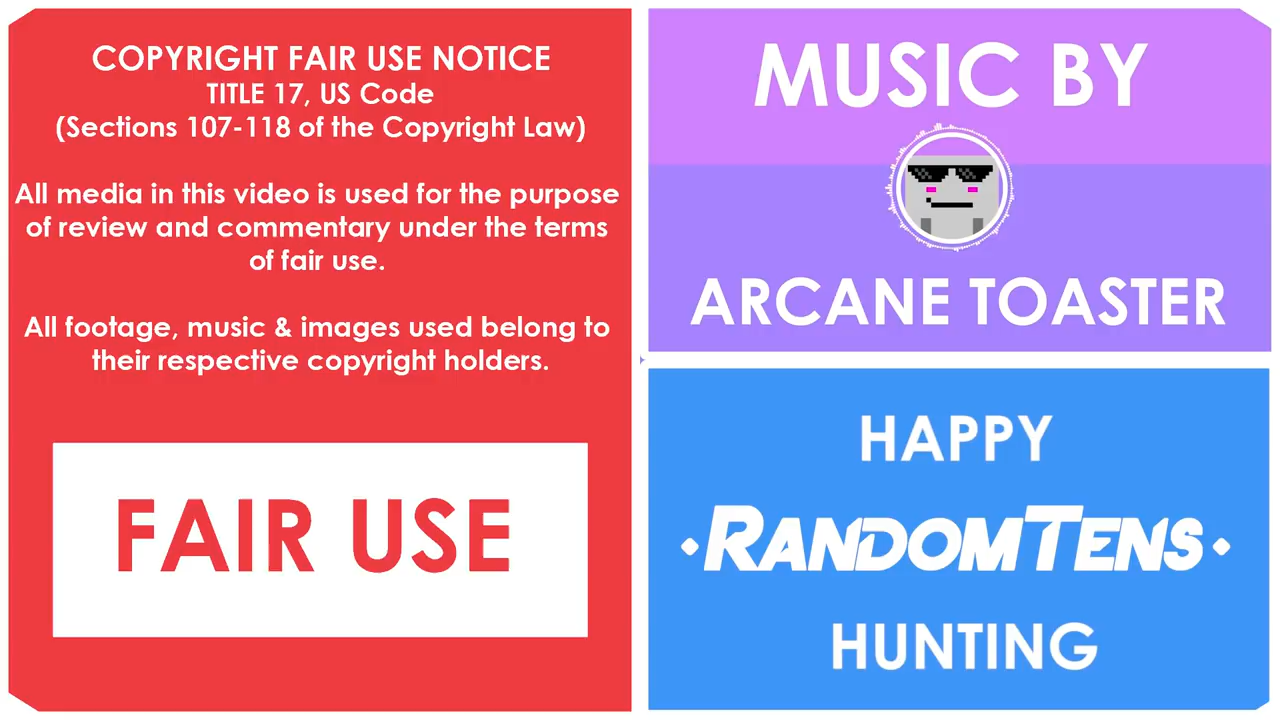 COPYRIGHT FAIR USE NOTICE
TITLE 17, US Code
(Sections 107-118 of the Copyright Law)
All media in this video is used for the purpose
of review and commentary under the terms
of fair use.
All footage, music & images used belong to
their respective copyright holders.
FAIR USE
MUSIC BY
ARCANE TOASTER
HAPPY
•RANDOMTENS•
HUNTING